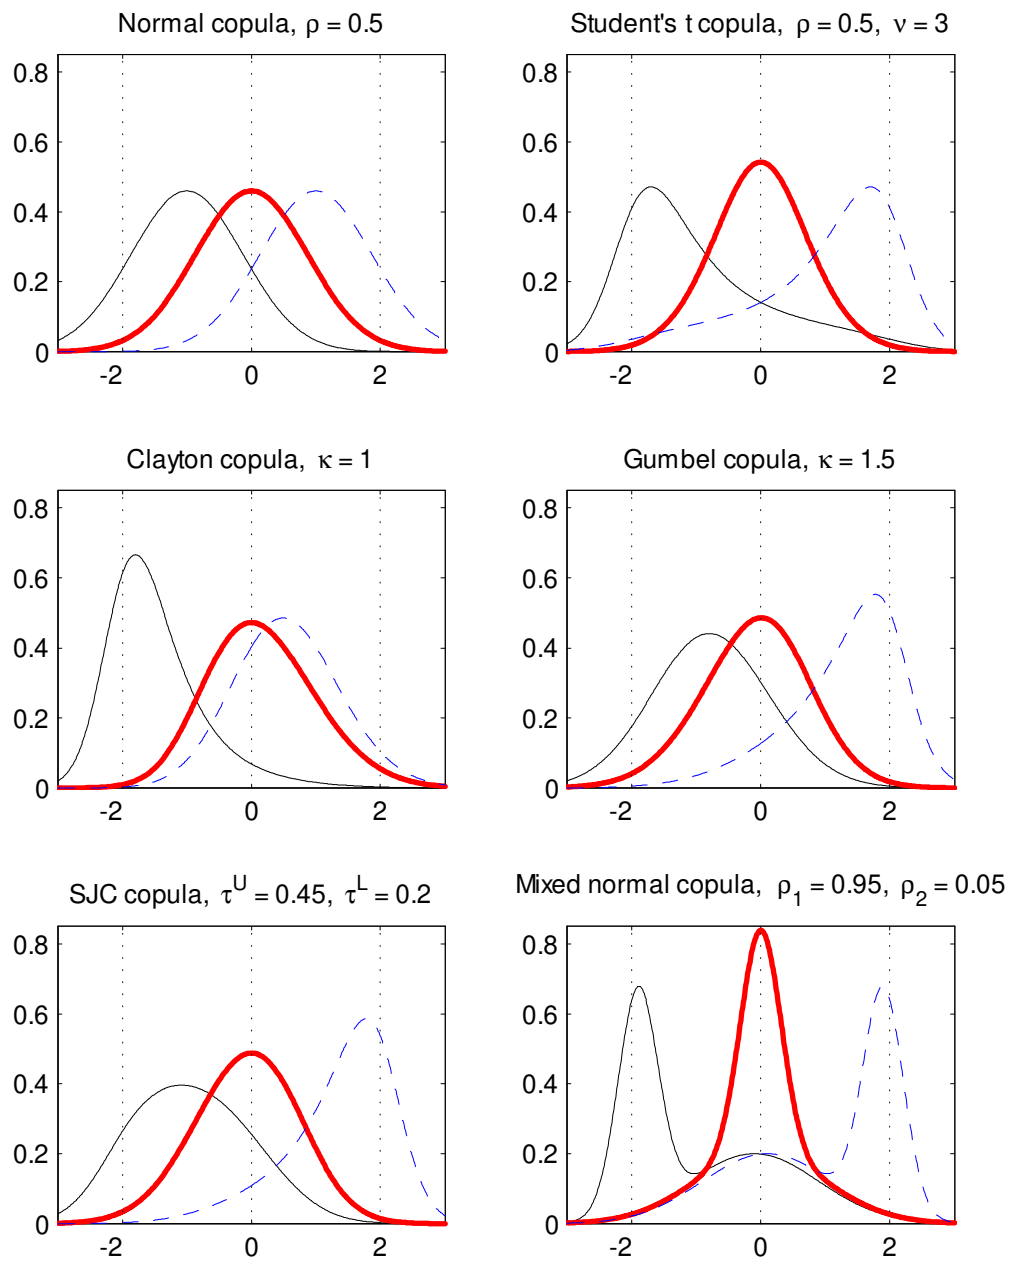 Normal copula, ρ = 0.5
0.8
0.6
0.4
0.2
0
-2 0 2
Student's t copula, ρ = 0.5, ν = 3
0.8
0.6
0.4
0.2
0
-2 0 2
Clayton copula, κ = 1
0.8
0.6
0.4
0.2
0
-2 0 2
Gumbel copula, κ = 1.5
0.8
0.6
0.4
0.2
0
-2 0 2
SJC copula, τ^U = 0.45, τ^L = 0.2
0.8
0.6
0.4
0.2
0
-2 0 2
Mixed normal copula, ρ_1 = 0.95, ρ_2 = 0.05
0.8
0.6
0.4
0.2
0
-2 0 2